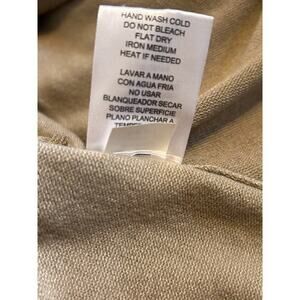 HAND WASH COLD
DO NOT BLEACH
FLAT DRY
IRON MEDIUM
HEAT IF NEEDED
LAVAR A MANO
CON AGUA FRIA
NO USAR
BLANQUEADOR SECAR
SOBRE SUPERFICIE
PLANO PLANCHAR A